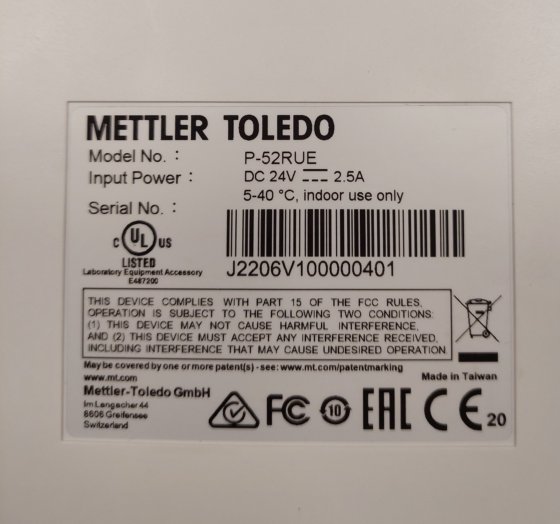 METTLER TOLEDO
Model No. : P-52RUE
Input Power : DC 24V 2.5A
5-40 °C, indoor use only
Serial No. :
J2206V100000401
C UL US
LISTED
Laboratory Equipment Accessory
E487200
THIS DEVICE COMPLIES WITH PART 15 OF THE FCC RULES.
OPERATION IS SUBJECT TO THE FOLLOWING TWO CONDITIONS:
(1) THIS DEVICE MAY NOT CAUSE HARMFUL INTERFERENCE,
AND (2) THIS DEVICE MUST ACCEPT ANY INTERFERENCE RECEIVED,
INCLUDING INTERFERENCE THAT MAY CAUSE UNDESIRED OPERATION
May be covered by one or more patent(s) - see: www.mt.com/patentmarking
www.mt.com
Made in Taiwan
Mettler-Toledo GmbH
Im Langacher 44
8606 Greifensee
Switzerland
FC 10 EAC CE 20